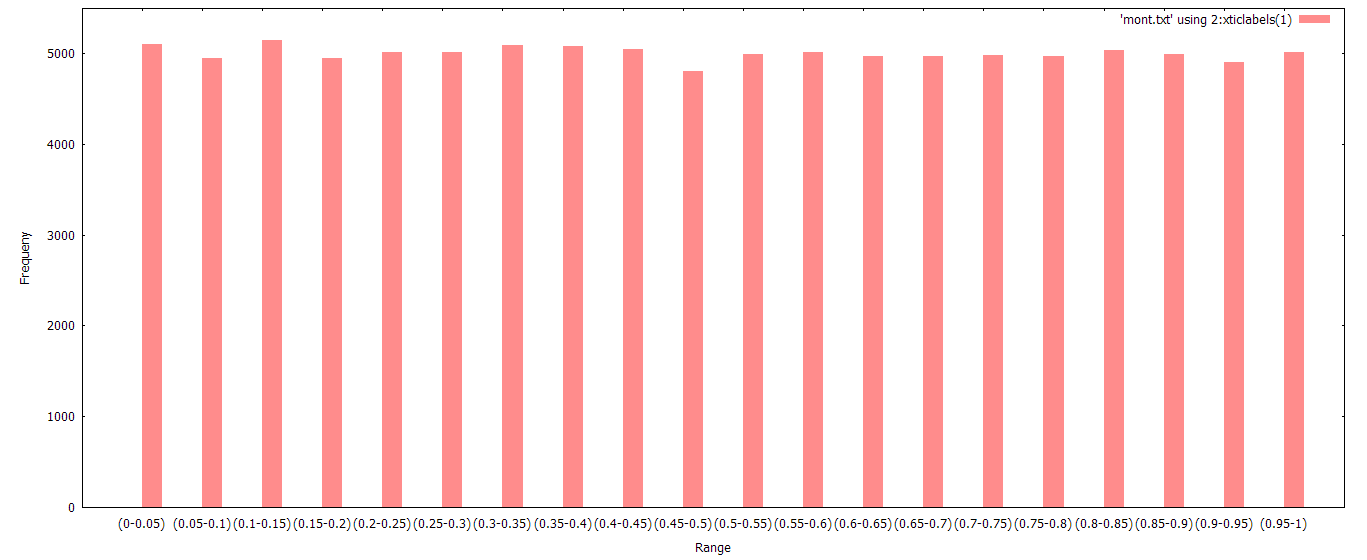 'mont.txt' using 2:xticlabels(1)
5000
4000
3000
2000
1000
0
Frequeny
(0-0.05) (0.05-0.1) (0.1-0.15) (0.15-0.2) (0.2-0.25) (0.25-0.3) (0.3-0.35) (0.35-0.4) (0.4-0.45) (0.45-0.5) (0.5-0.55) (0.55-0.6) (0.6-0.65) (0.65-0.7) (0.7-0.75) (0.75-0.8) (0.8-0.85) (0.85-0.9) (0.9-0.95) (0.95-1)
Range